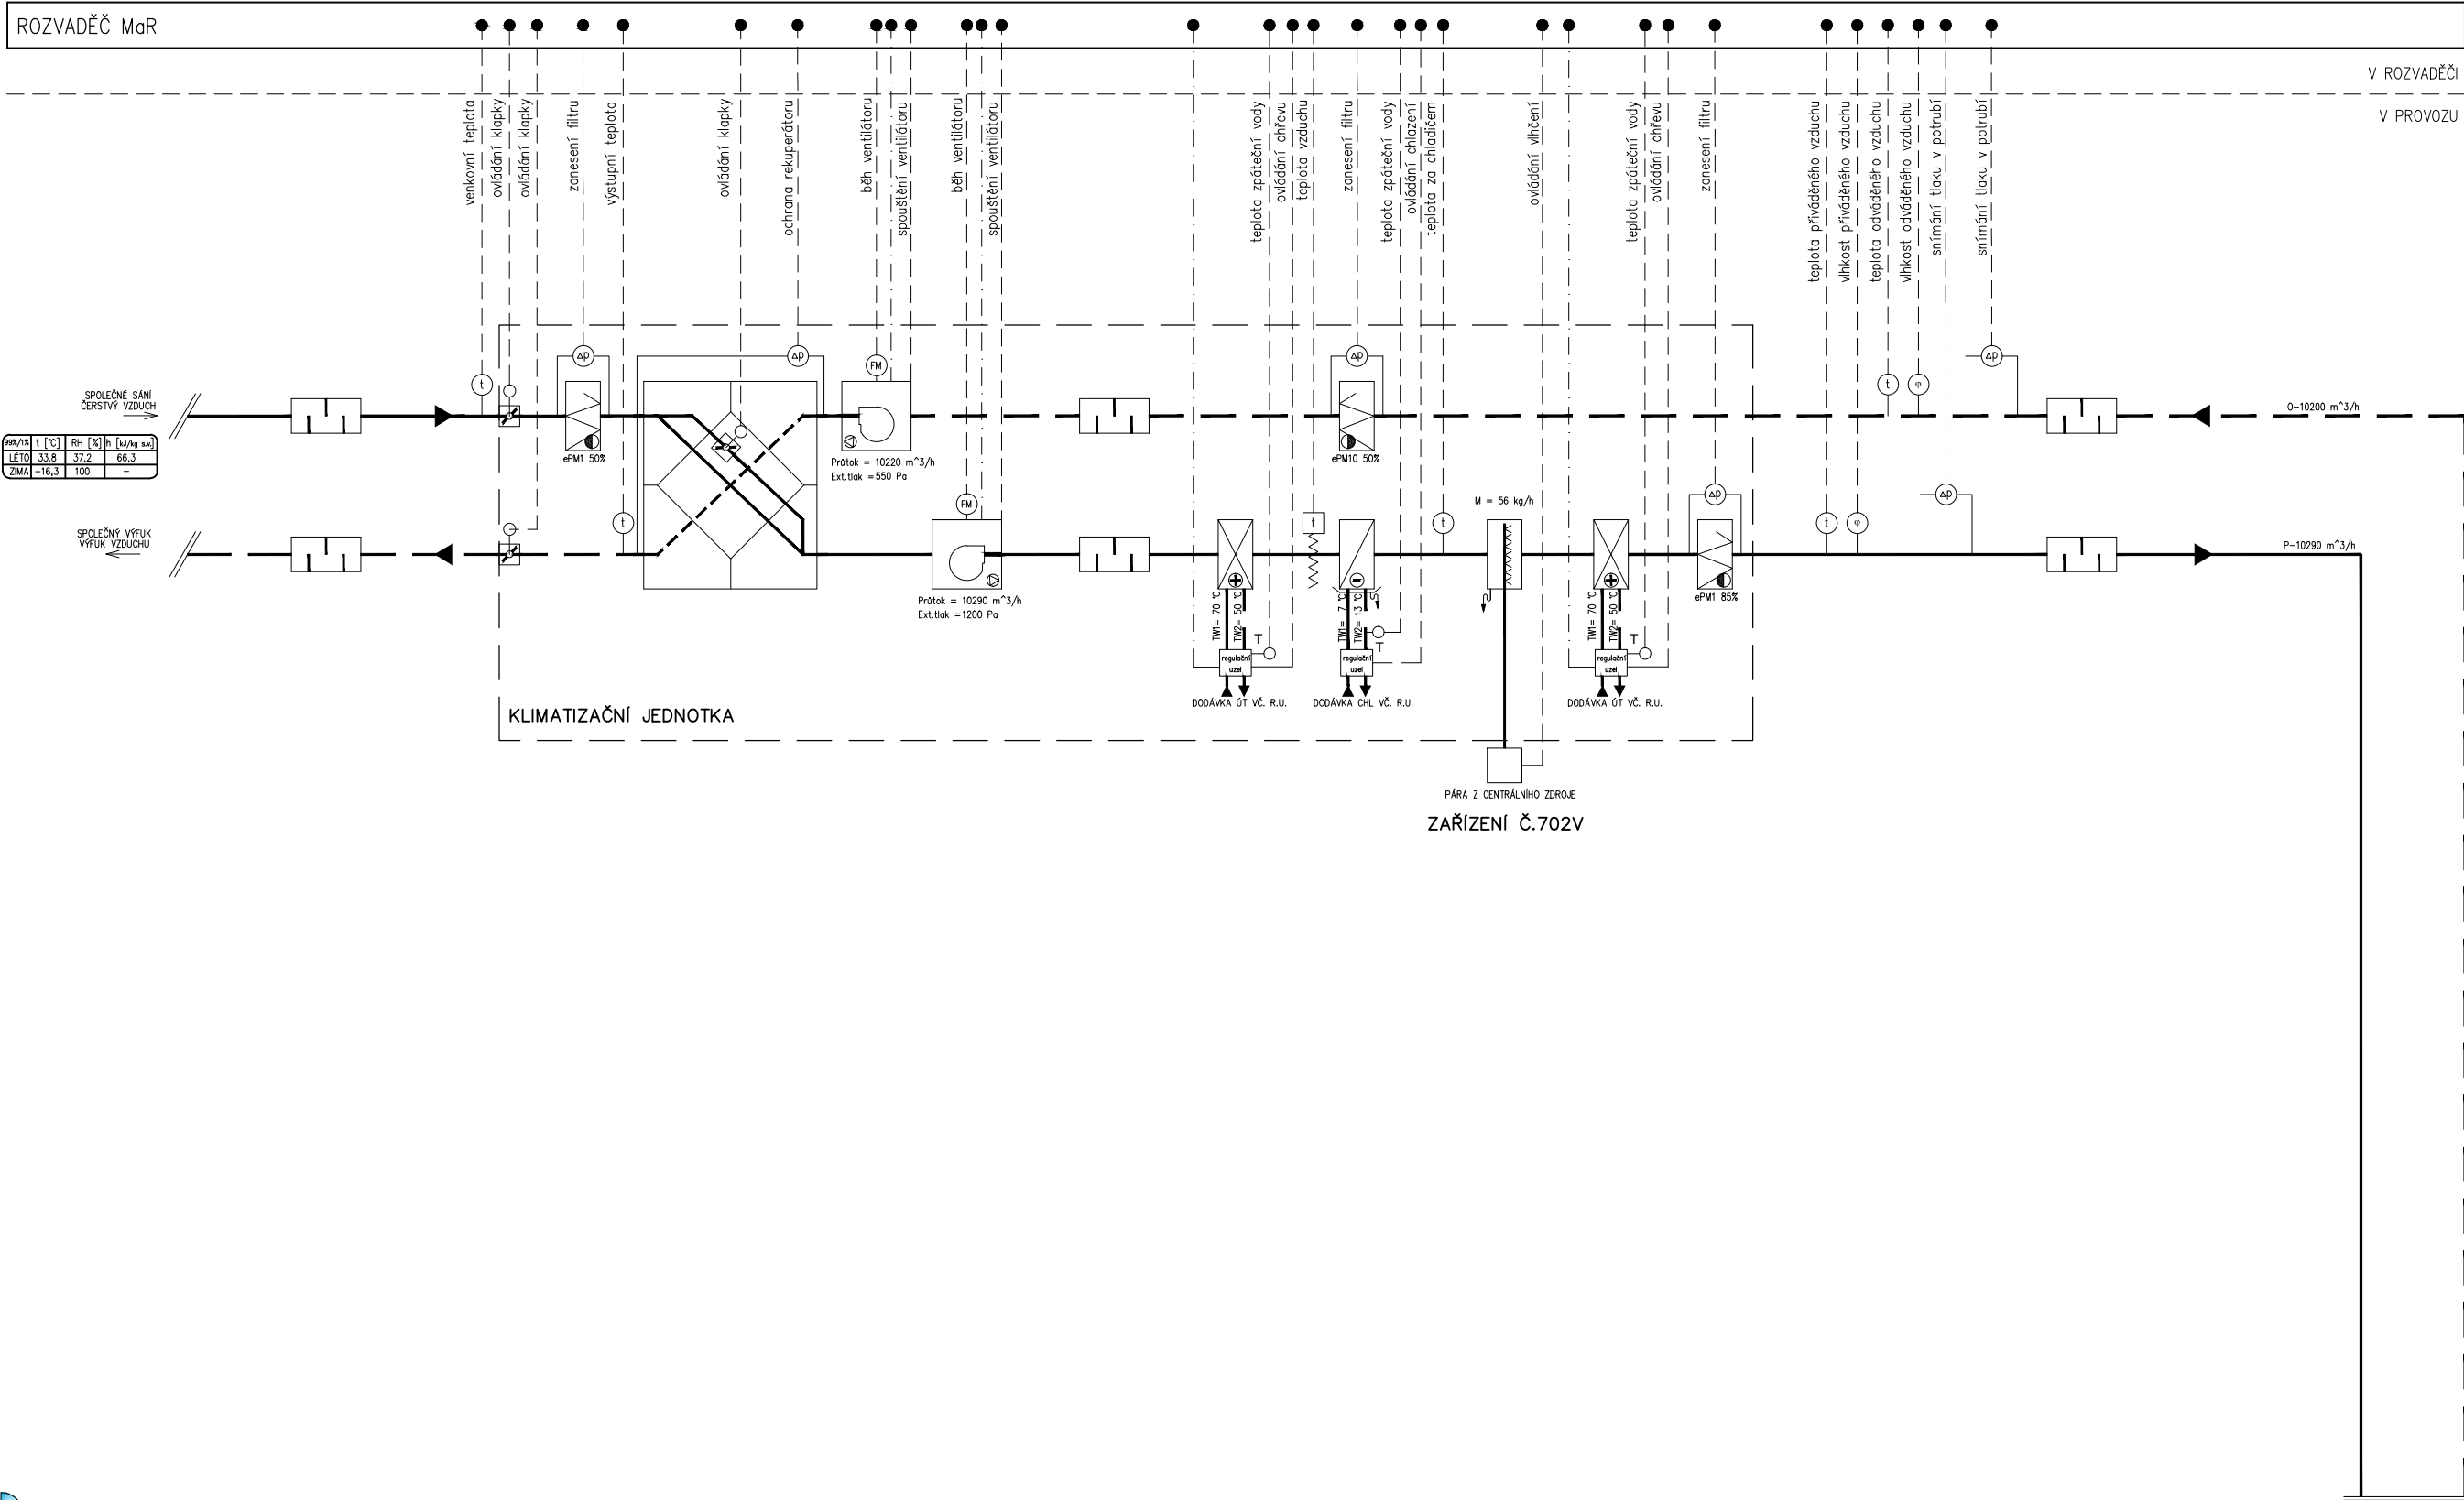 ROZVADĚČ MaR
V ROZVADĚČI
V PROVOZU
venkovní teplota
ovládání klapky
ovládání klapky
zanesení filtru
výstupní teplota
ovládání klapky
ochrana rekuperátoru
běh ventilátoru
spouštění ventilátoru
běh ventilátoru
spouštění ventilátoru
teplota zpáteční vody
ovládání ohřevu
teplota vzduchu
zanesení filtru
teplota zpáteční vody
ovládání chlazení
teplota za chladičem
ovládání vlhčení
teplota zpáteční vody
ovládání ohřevu
zanesení filtru
teplota přiváděného vzduchu
vlhkost přiváděného vzduchu
teplota odváděného vzduchu
vlhkost odváděného vzduchu
snímání tlaku v potrubí
snímání tlaku v potrubí
Δp
Δp
FM
Δp
Δp
t
t
φ
SPOLEČNÉ SÁNÍ
ČERSTVÝ VZDUCH
O-10200 m^3/h
99%/1% t [°C] RH [%] h [kJ/kg s.v.]
LÉTO 33,8 37,2 66,3
ZIMA -16,3 100 -
ePM1 50%
Průtok = 10220 m^3/h
Ext.tlak =550 Pa
ePM10 50%
FM
M = 56 kg/h
Δp
Δp
t
t
t
t
φ
SPOLEČNÝ VÝFUK
VÝFUK VZDUCHU
P-10290 m^3/h
Průtok = 10290 m^3/h
Ext.tlak =1200 Pa
ePM1 85%
TW1= 70 °C
TW2= 50 °C
T
TW1= 7 °C
TW2= 13 °C
T
TW1= 70 °C
TW2= 50 °C
T
regulační
uzel
regulační
uzel
regulační
uzel
DODÁVKA ÚT VČ. R.U.
DODÁVKA CHL VČ. R.U.
DODÁVKA ÚT VČ. R.U.
KLIMATIZAČNÍ JEDNOTKA
PÁRA Z CENTRÁLNÍHO ZDROJE
ZAŘÍZENÍ Č.702V